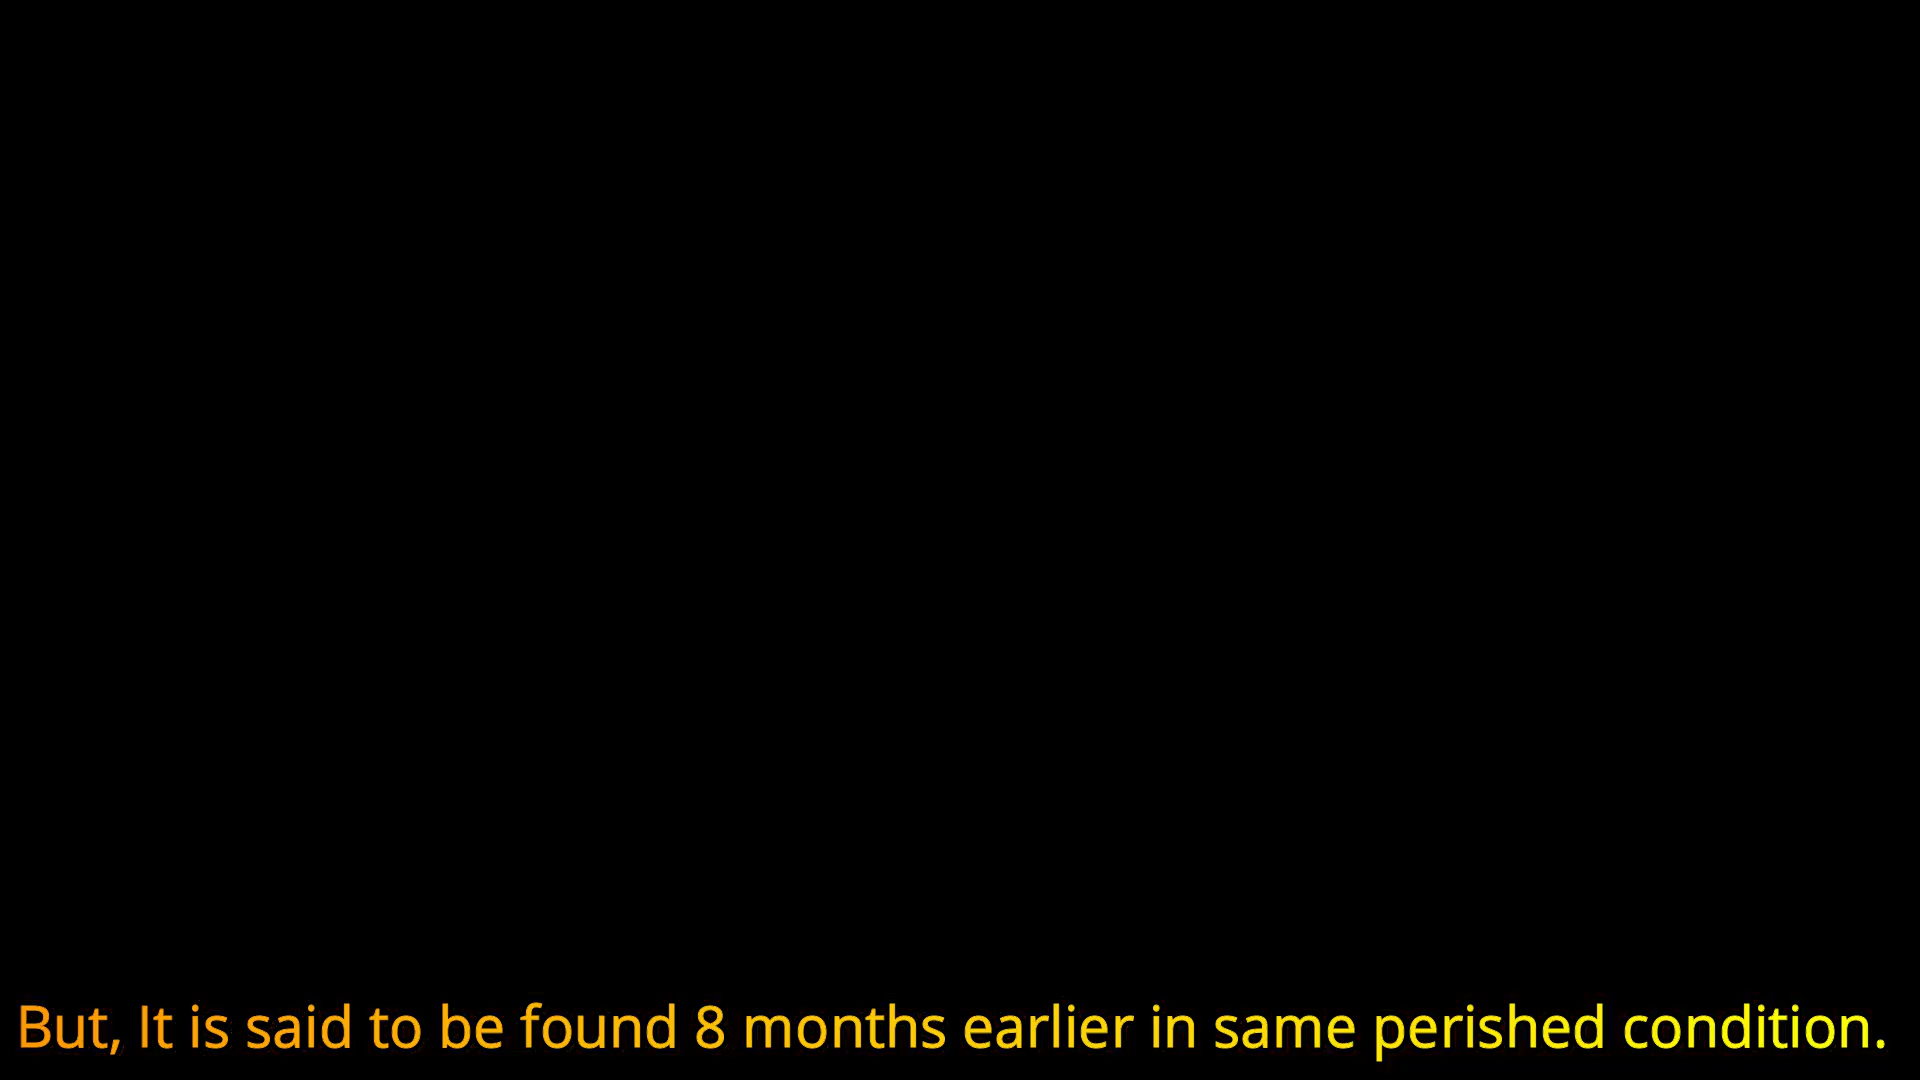 But, It is said to be found 8 months earlier in same perished condition.